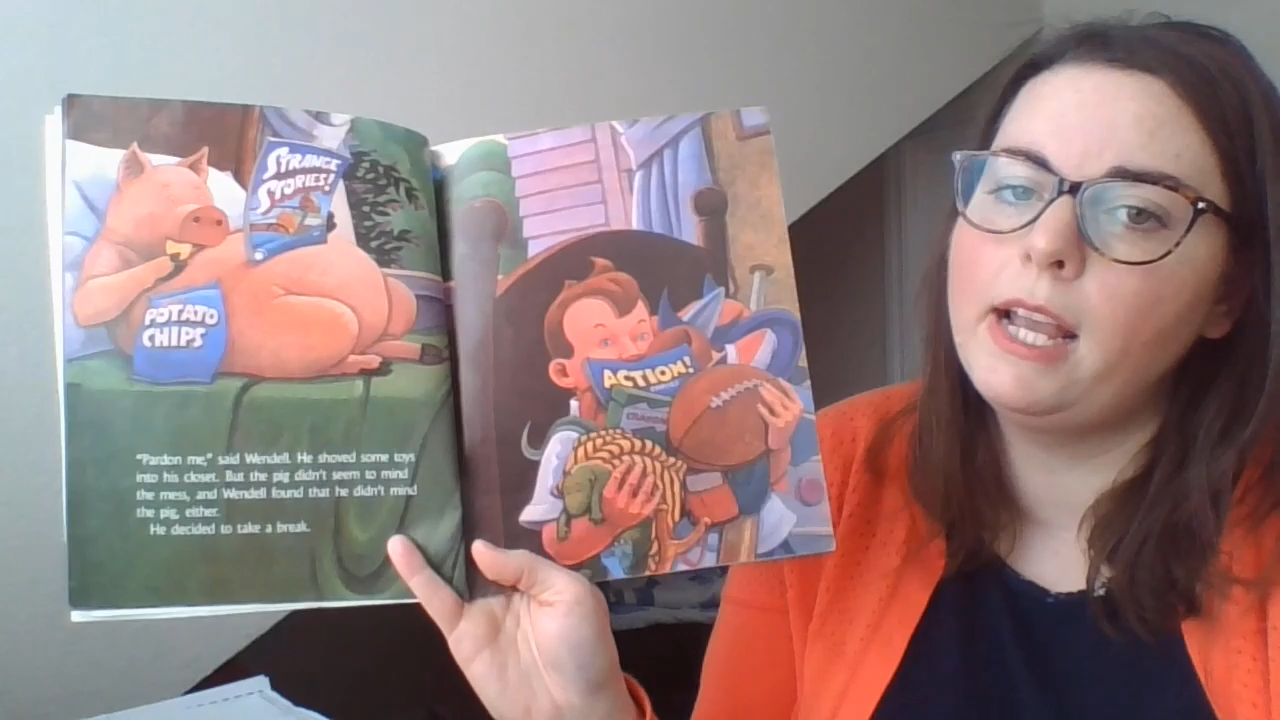 STRANGE
STORIES!
POTATO
CHIPS
"Pardon me," said Wendell. He shoved some toys
into his closet. But the pig didn't seem to mind
the mess, and Wendell found that he didn't mind
the pig, either.
He decided to take a break.
ACTION!